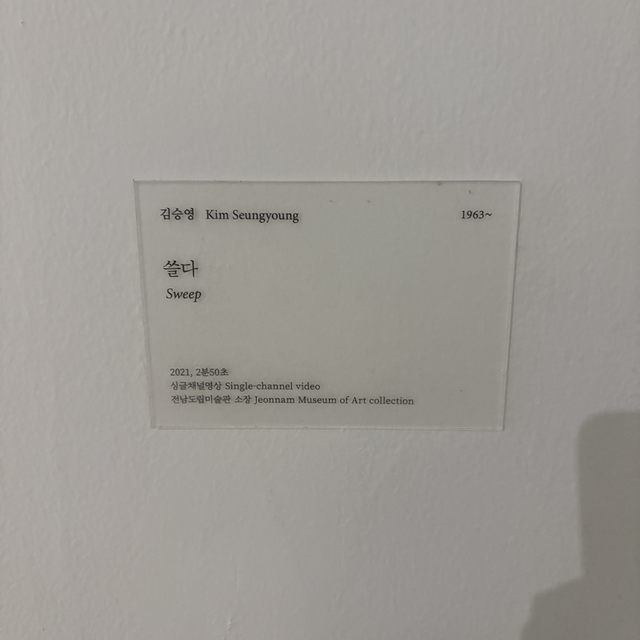 김승영 Kim Seungyoung 1963~
쓸다
Sweep
2021, 2분50초
싱글채널영상 Single-channel video
전남도립미술관 소장 Jeonnam Museum of Art collection